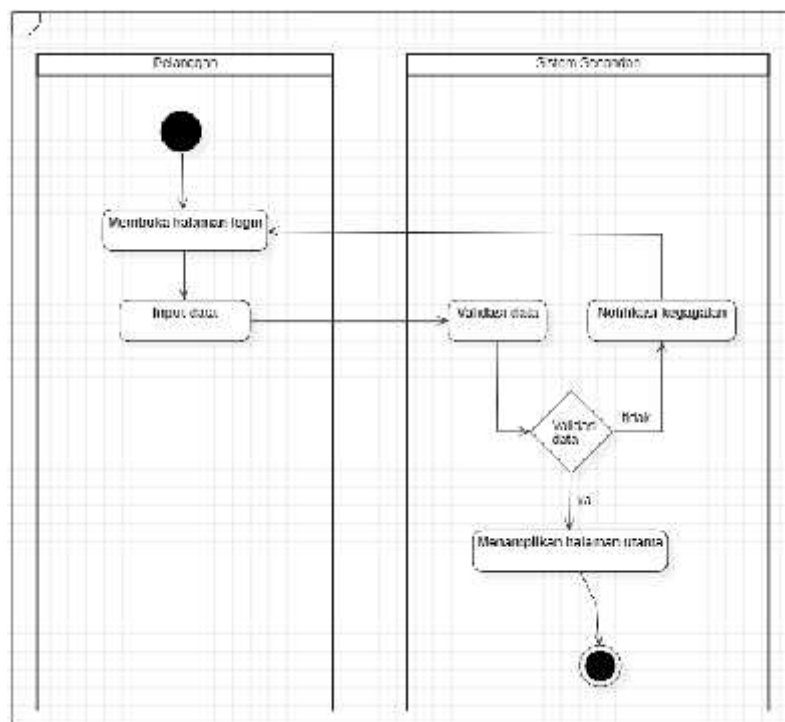 Pelanggan
Sistem
Membuka halaman login
Input data
Validasi data
Notifikasi kegagalan
Validasi
data
tidak
ya
Menampilkan halaman utama